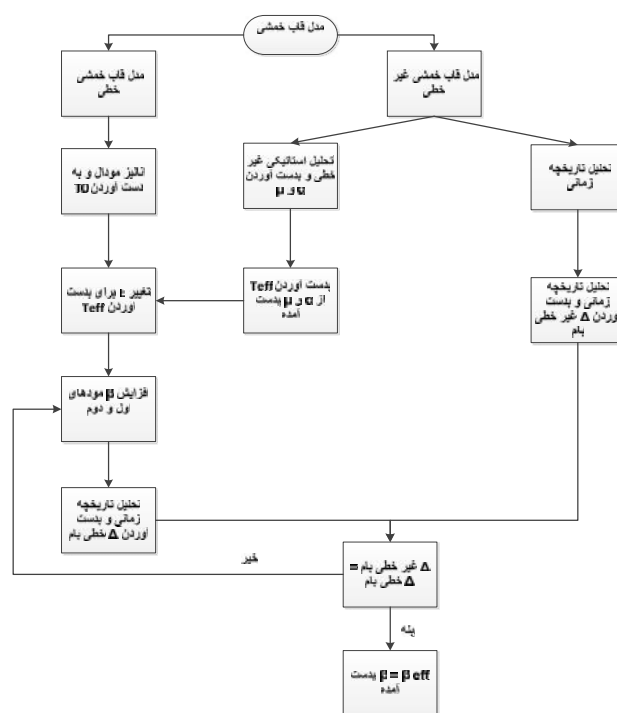 مدل قاب خمشی
مدل قاب خمشی
خطی
مدل قاب خمشی غیر
خطی
آنالیز مودال و به
دست آوردن T0
تحلیل استاتیکی غیر
خطی و بدست آوردن
α و μ
تحلیل تاریخچه
زمانی
تغییر E برای بدست
آوردن Teff
بدست آوردن Teff
از α و μ بدست
آمده
تحلیل تاریخچه
زمانی و بدست
آوردن Δ غیر خطی
بام
افزایش β مودهای
اول و دوم
تحلیل تاریخچه
زمانی و بدست
آوردن Δ خطی بام
خیر
Δ غیر خطی بام =
Δ خطی بام
بله
β = β eff بدست
آمده